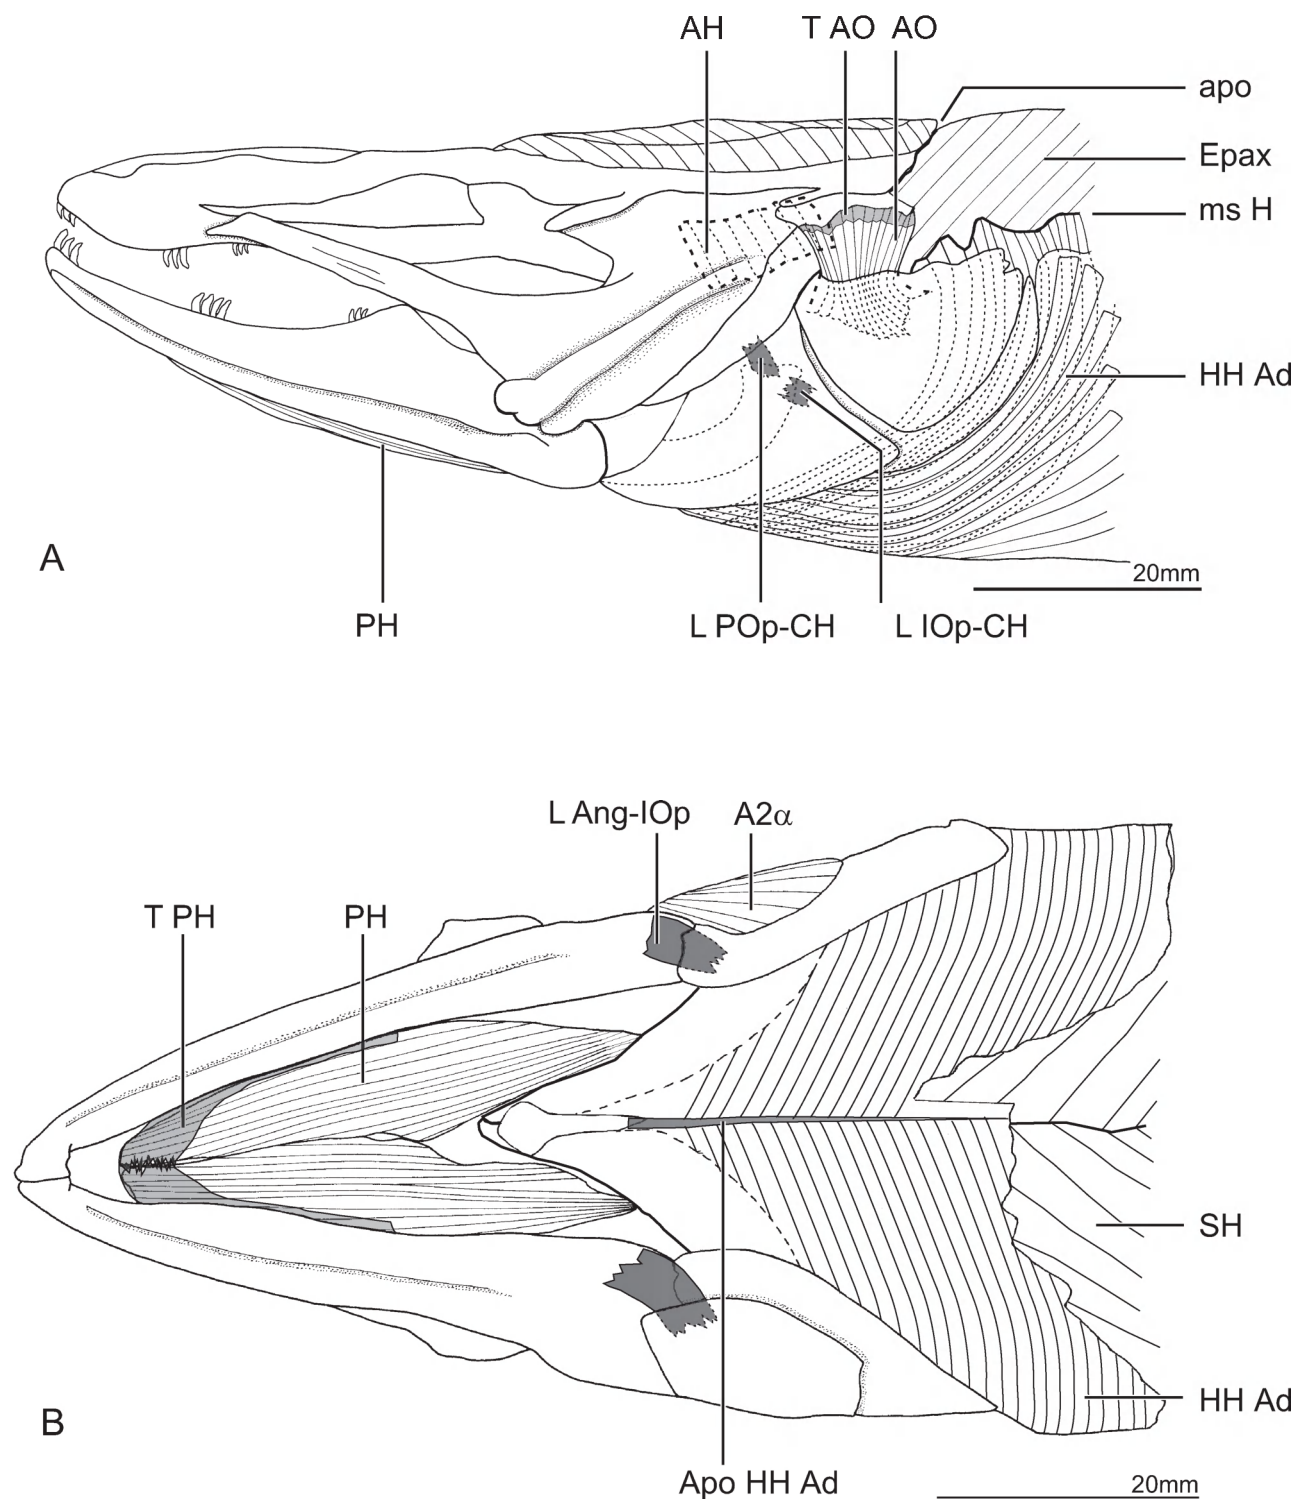 AH T AO AO
apo
Epax
ms H
HH Ad
A
20mm
PH L POp-CH L IOp-CH
L Ang-IOp A2α
T PH PH
SH
HH Ad
B
Apo HH Ad
20mm